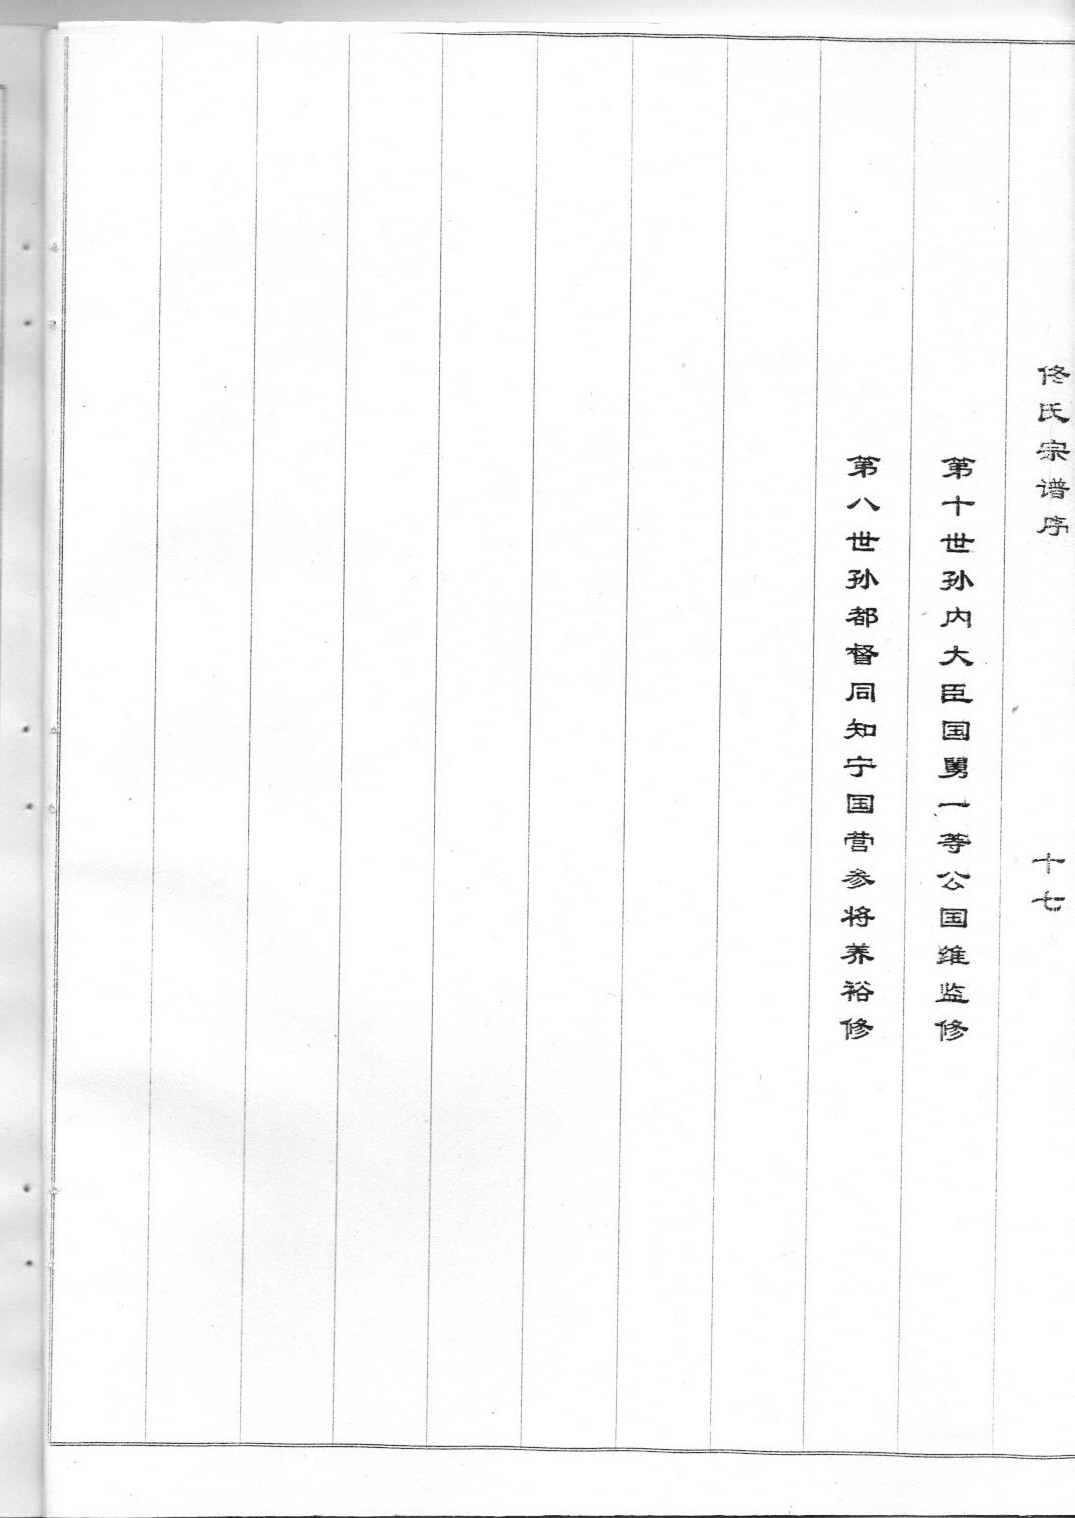 佟氏宗谱序
十七
第十世孙内大臣国舅一等公国维监修
第八世孙都督同知宁国营参将养裕修